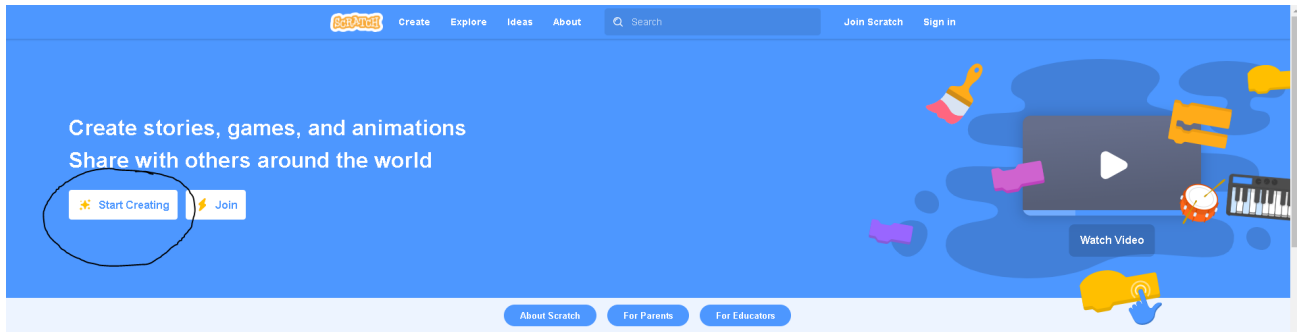 SCRATCH Create Explore Ideas About Search Join Scratch Sign in
Create stories, games, and animations
Share with others around the world
Start Creating Join
Watch Video
About Scratch For Parents For Educators